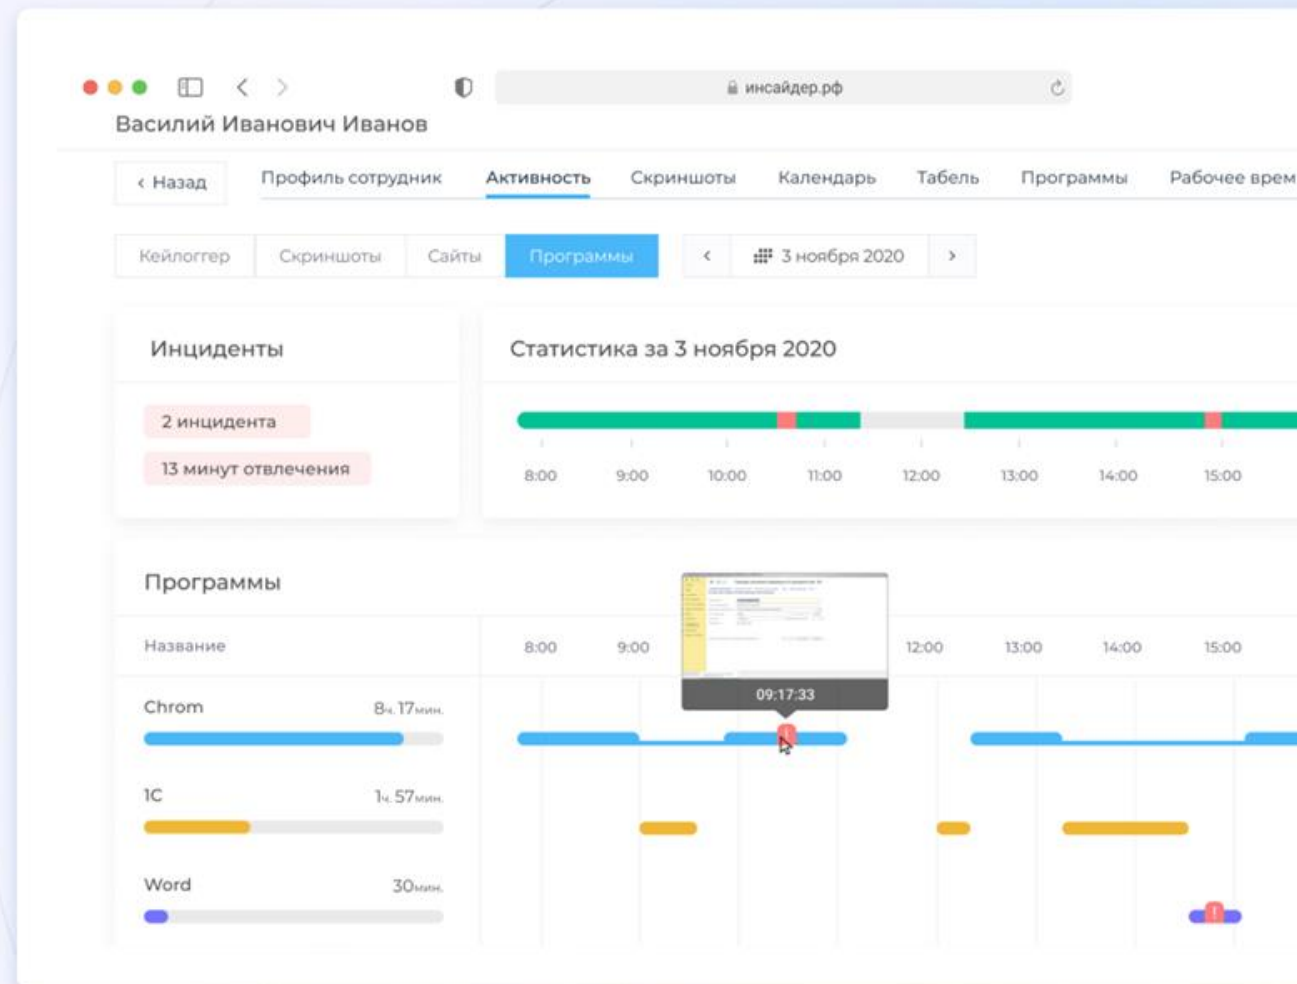 инсайдер.рф
Василий Иванович Иванов
‹ Назад Профиль сотрудник Активность Скриншоты Календарь Табель Программы Рабочее врем
Кейлоггер Скриншоты Сайты Программы ‹ 3 ноября 2020 ›
Инциденты
2 инцидента
13 минут отвлечения
Статистика за 3 ноября 2020
8:00 9:00 10:00 11:00 12:00 13:00 14:00 15:00
Программы
Название 8:00 9:00 12:00 13:00 14:00 15:00
09:17:33
Chrom 8ч. 17мин.
!
1C 1ч. 57мин.
Word 30мин.
!